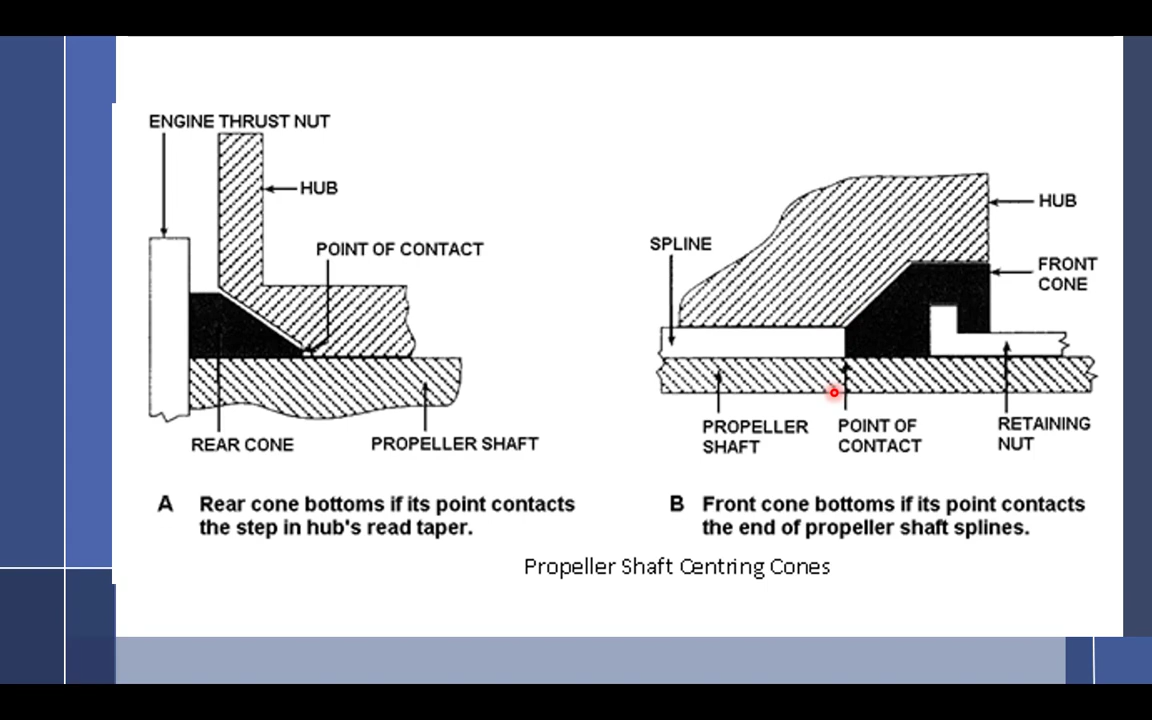 ENGINE THRUST NUT
HUB
POINT OF CONTACT
REAR CONE
PROPELLER SHAFT
A Rear cone bottoms if its point contacts
the step in hub's read taper.
SPLINE
HUB
FRONT
CONE
PROPELLER
SHAFT
POINT OF
CONTACT
RETAINING
NUT
B Front cone bottoms if its point contacts
the end of propeller shaft splines.
Propeller Shaft Centring Cones